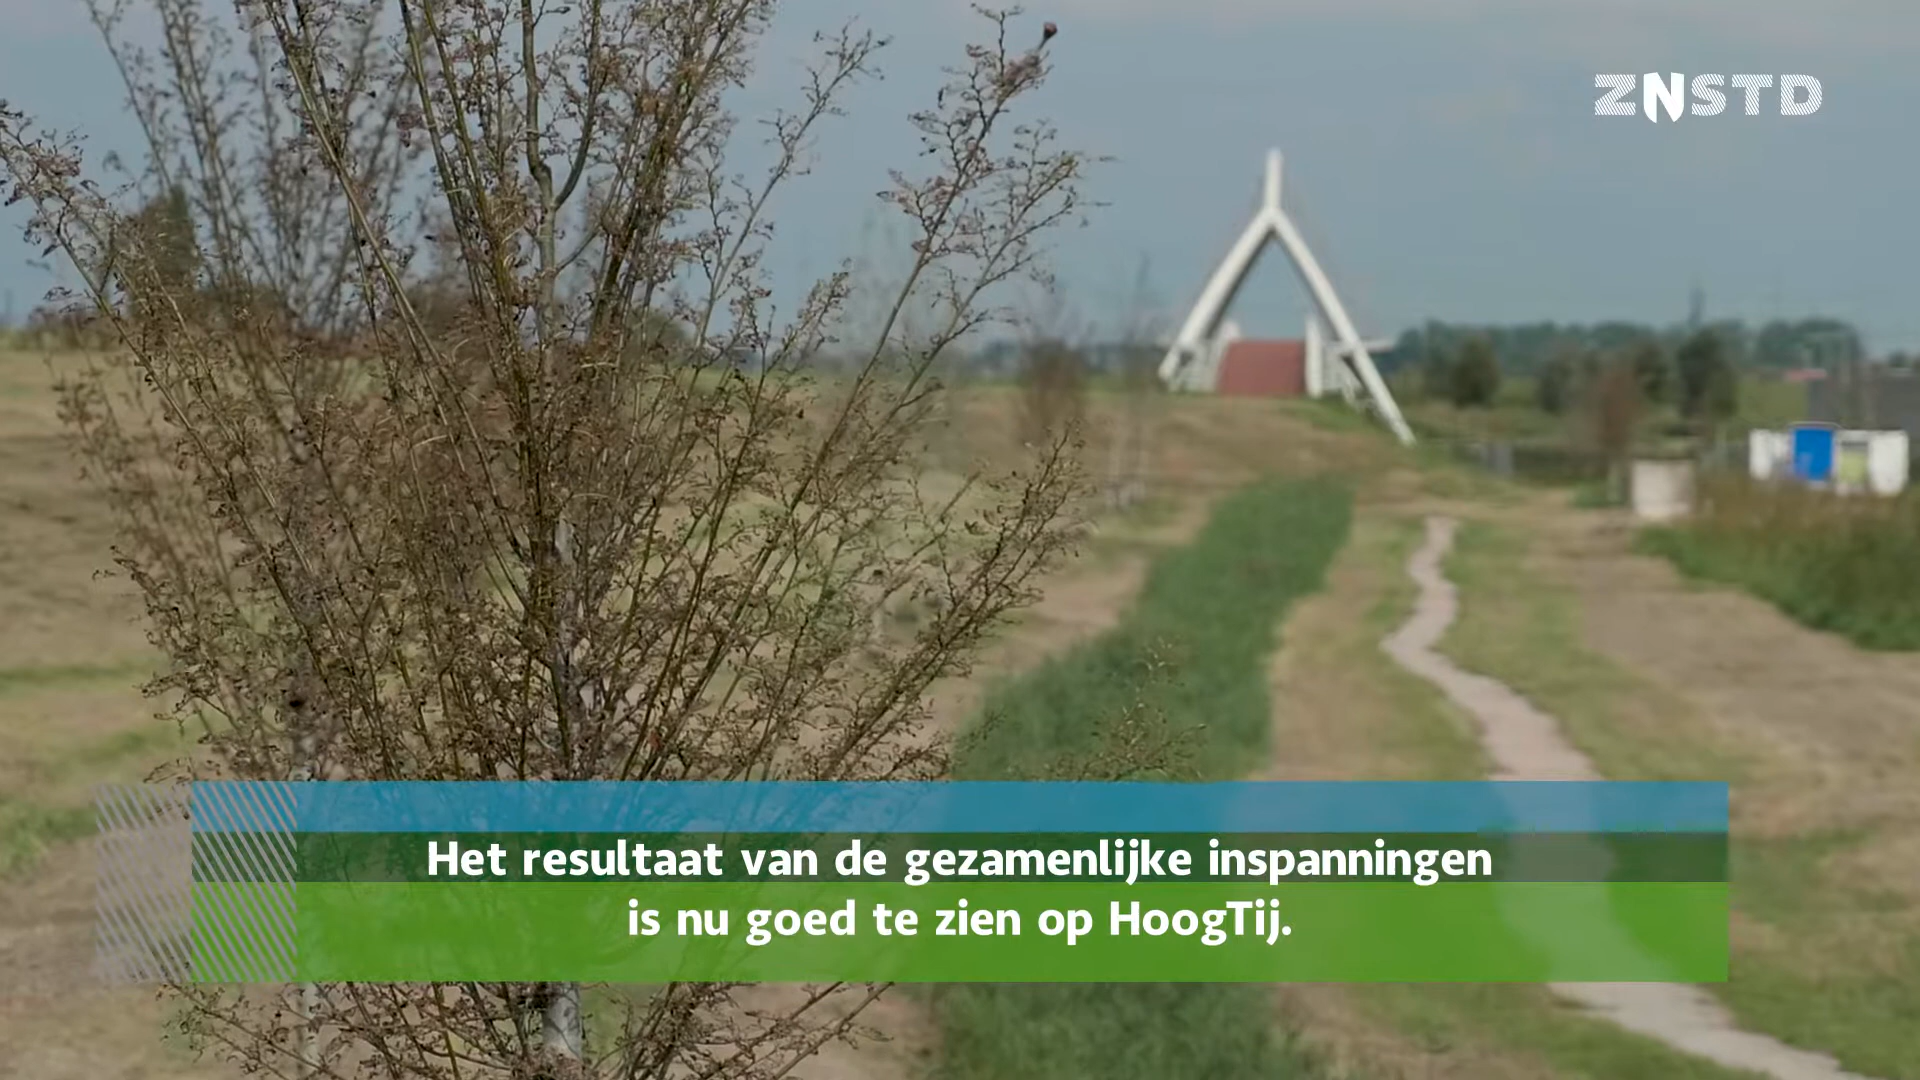 ZNSTD
Het resultaat van de gezamenlijke inspanningen
is nu goed te zien op HoogTij.